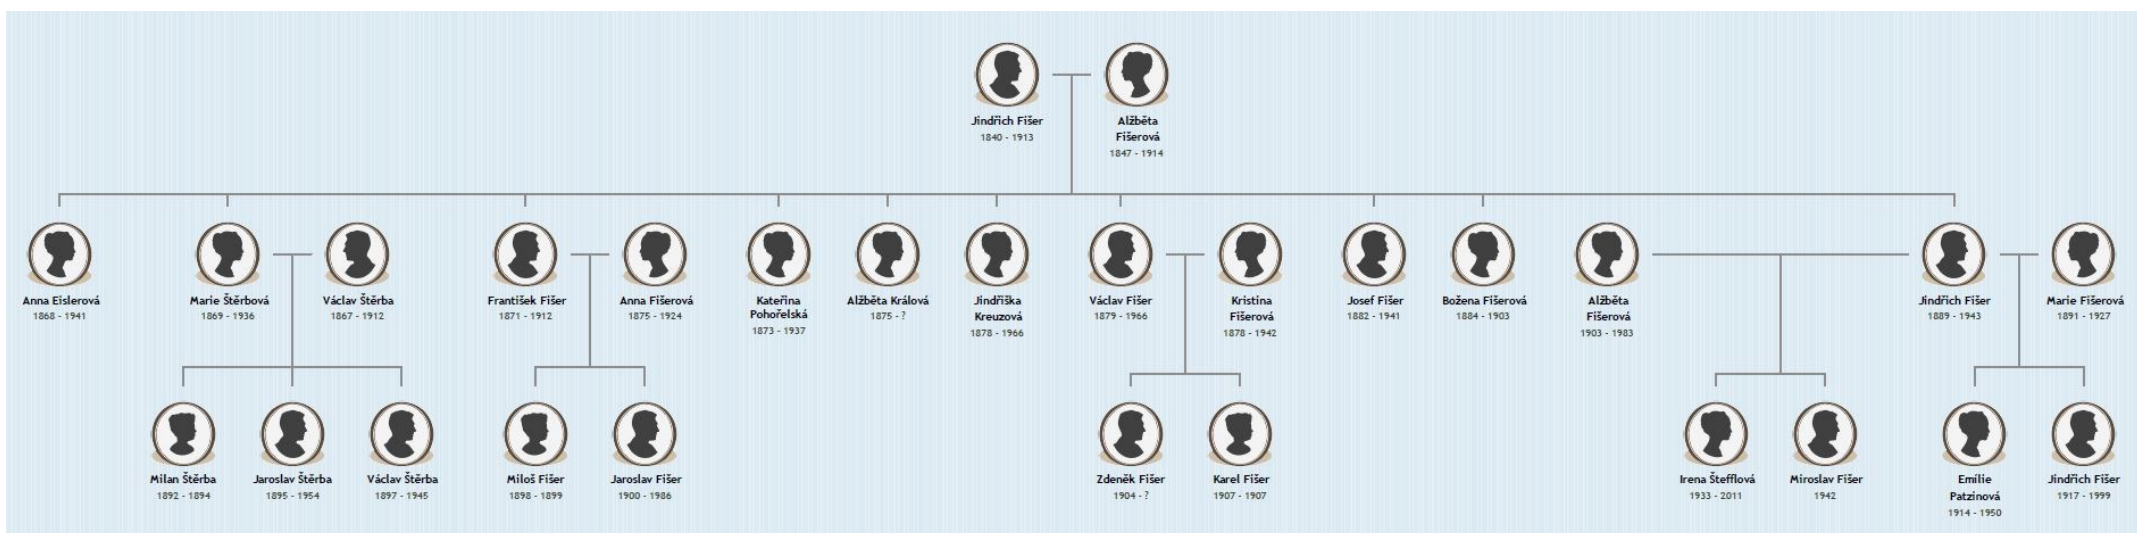 Jindřich Fišer
1840 - 1913
Alžběta
Fišerová
1847 - 1914
Anna Eislerová
1868 - 1941
Marie Štěrbová
1869 - 1936
Václav Štěrba
1867 - 1912
František Fišer
1871 - 1912
Anna Fišerová
1875 - 1924
Kateřina
Pohořelská
1873 - 1937
Alžběta Králová
1875 - ?
Jindřiška
Kreuzová
1878 - 1966
Václav Fišer
1879 - 1966
Kristina
Fišerová
1878 - 1942
Josef Fišer
1882 - 1941
Božena Fišerová
1884 - 1903
Alžběta
Fišerová
1903 - 1983
Jindřich Fišer
1889 - 1943
Marie Fišerová
1891 - 1927
Milan Štěrba
1892 - 1894
Jaroslav Štěrba
1895 - 1954
Václav Štěrba
1897 - 1945
Miloš Fišer
1898 - 1899
Jaroslav Fišer
1900 - 1986
Zdeněk Fišer
1904 - ?
Karel Fišer
1907 - 1907
Irena Štefflová
1933 - 2011
Miroslav Fišer
1942
Emílie
Patzinová
1914 - 1950
Jindřich Fišer
1917 - 1999